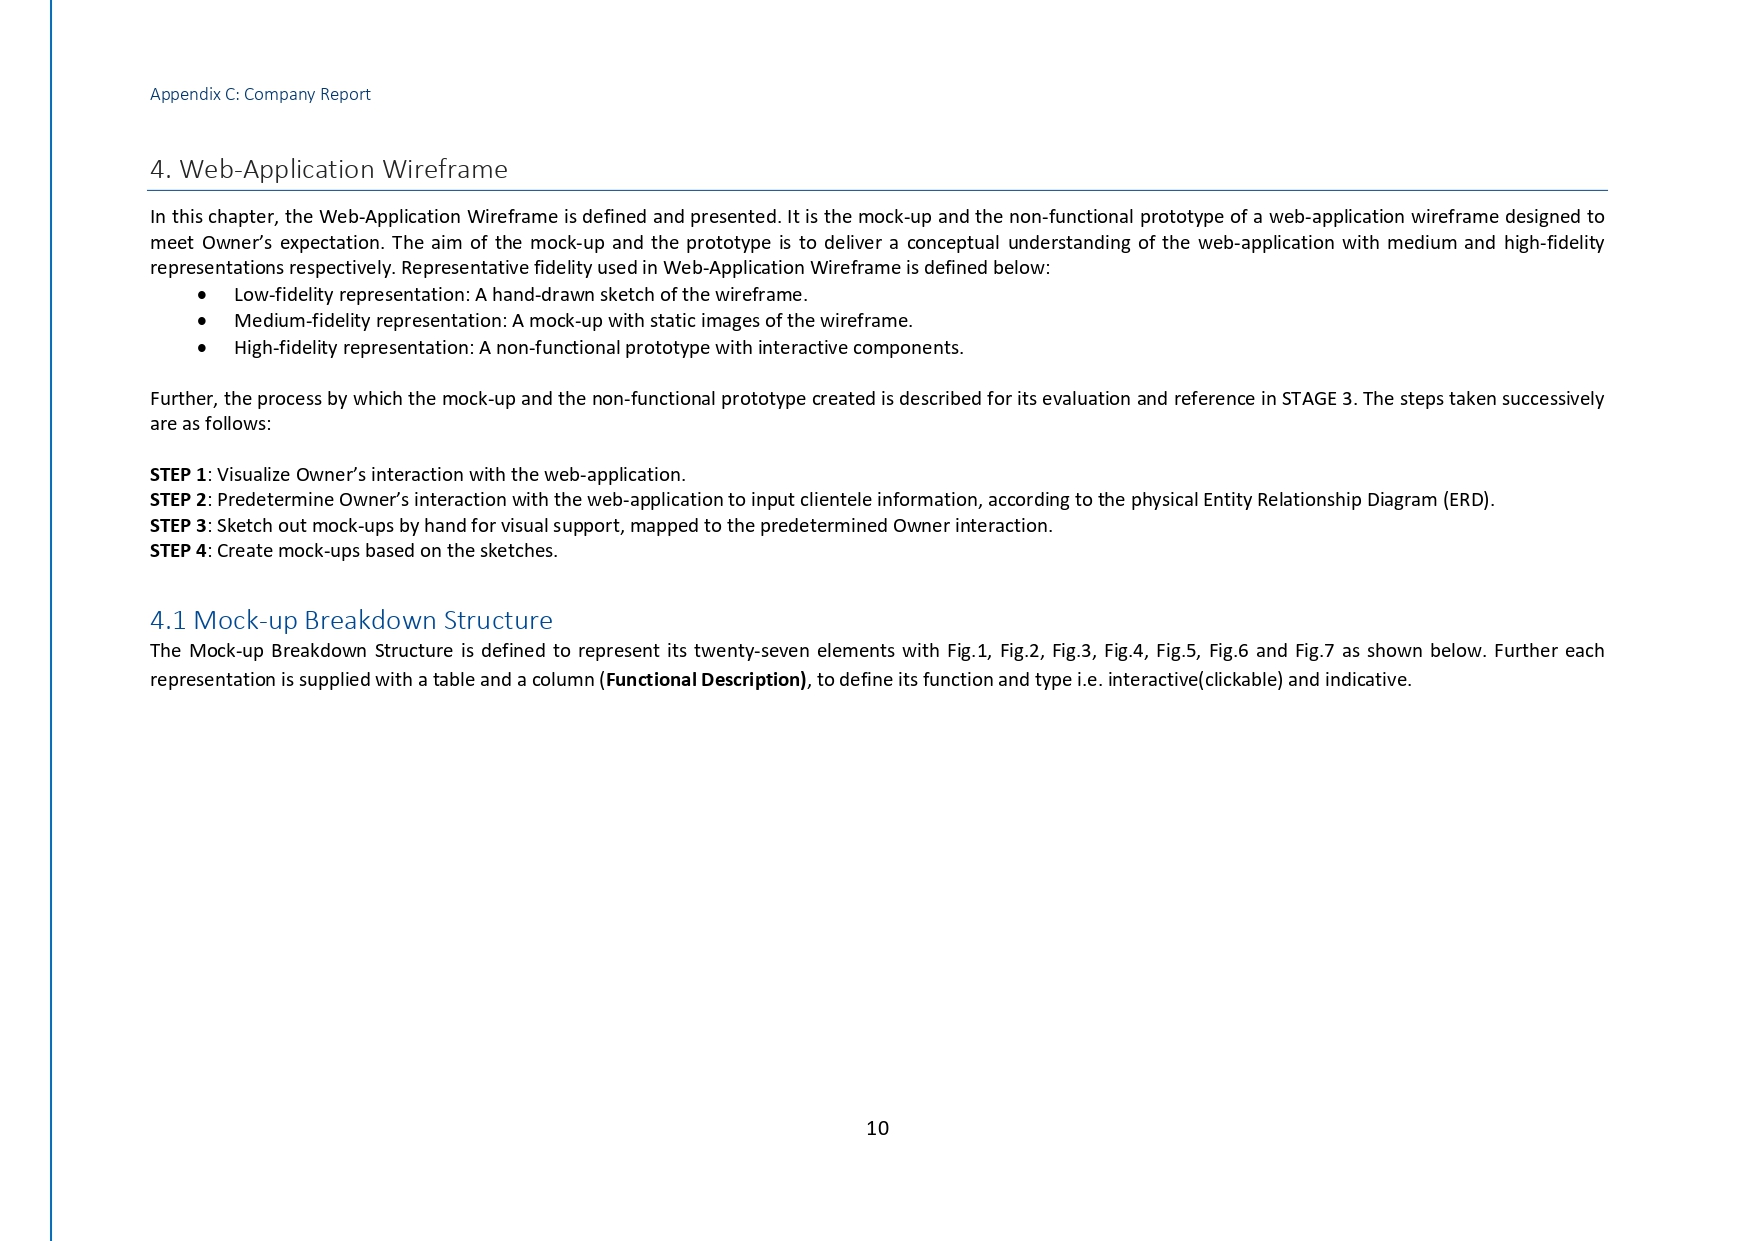 Appendix C: Company Report
4. Web-Application Wireframe
In this chapter, the Web-Application Wireframe is defined and presented. It is the mock-up and the non-functional prototype of a web-application wireframe designed to
meet Owner’s expectation. The aim of the mock-up and the prototype is to deliver a conceptual understanding of the web-application with medium and high-fidelity
representations respectively. Representative fidelity used in Web-Application Wireframe is defined below:
• Low-fidelity representation: A hand-drawn sketch of the wireframe.
• Medium-fidelity representation: A mock-up with static images of the wireframe.
• High-fidelity representation: A non-functional prototype with interactive components.
Further, the process by which the mock-up and the non-functional prototype created is described for its evaluation and reference in STAGE 3. The steps taken successively
are as follows:
STEP 1: Visualize Owner’s interaction with the web-application.
STEP 2: Predetermine Owner’s interaction with the web-application to input clientele information, according to the physical Entity Relationship Diagram (ERD).
STEP 3: Sketch out mock-ups by hand for visual support, mapped to the predetermined Owner interaction.
STEP 4: Create mock-ups based on the sketches.
4.1 Mock-up Breakdown Structure
The Mock-up Breakdown Structure is defined to represent its twenty-seven elements with Fig.1, Fig.2, Fig.3, Fig.4, Fig.5, Fig.6 and Fig.7 as shown below. Further each
representation is supplied with a table and a column (Functional Description), to define its function and type i.e. interactive(clickable) and indicative.
10